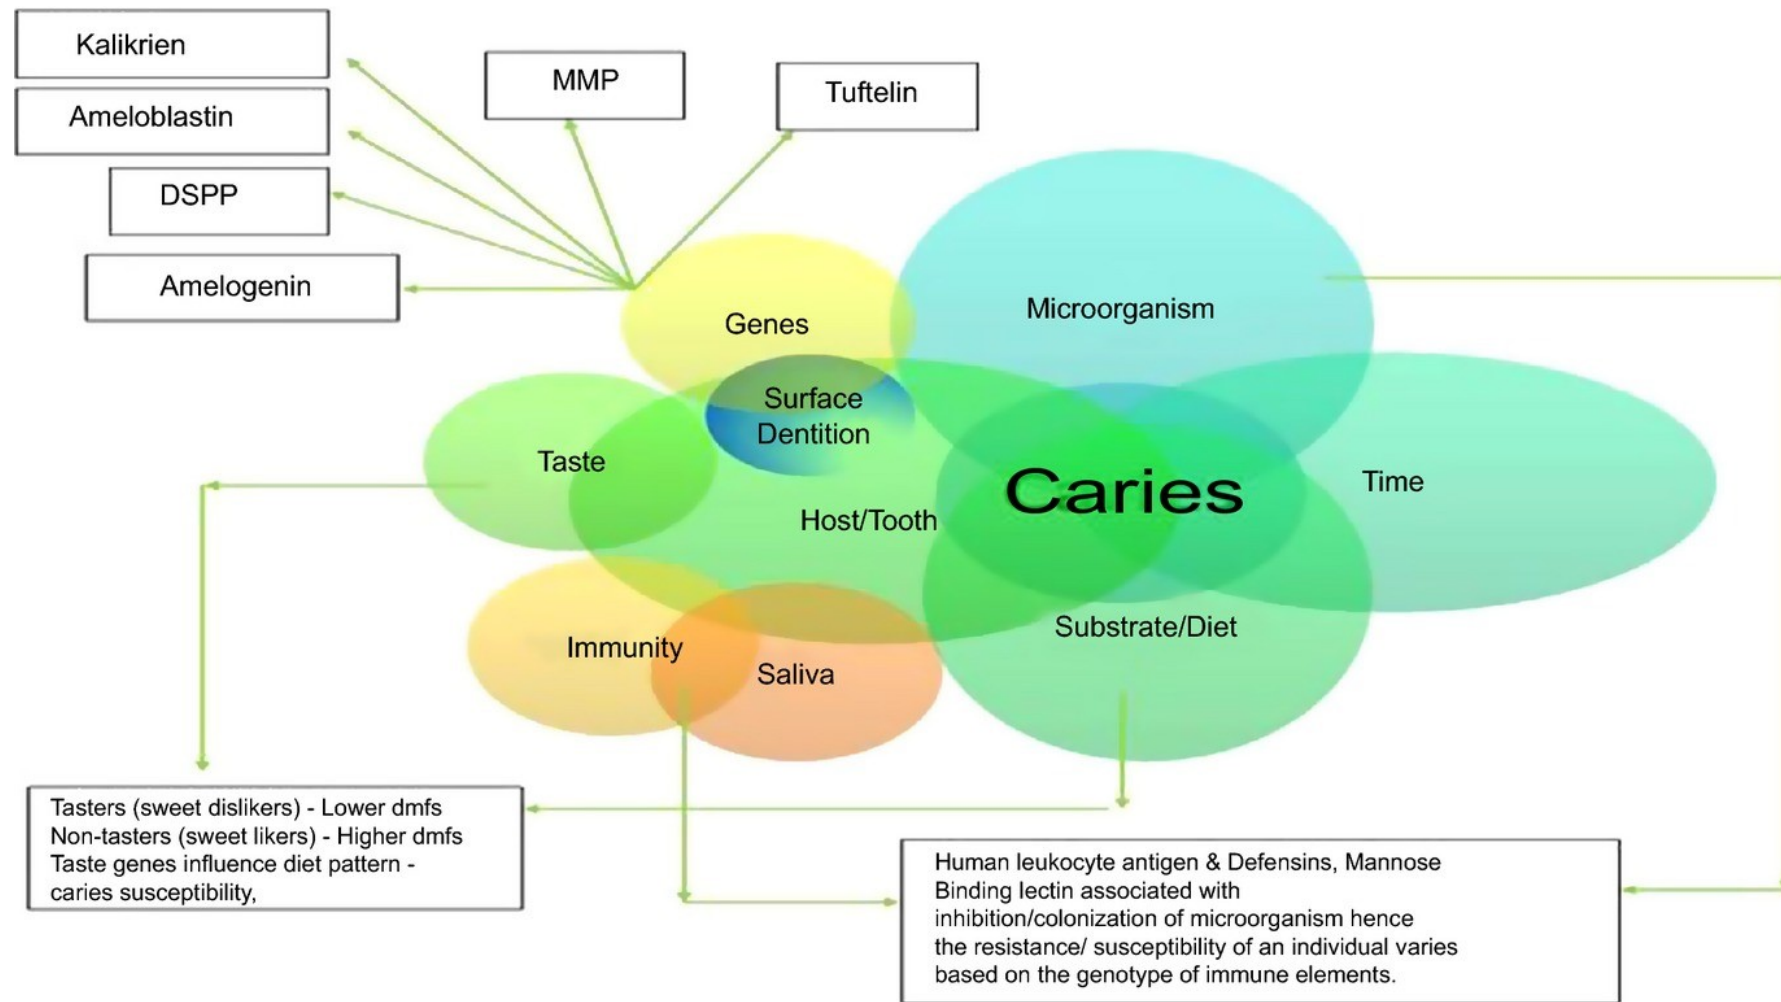 Kalikrien
MMP
Tuftelin
Ameloblastin
DSPP
Amelogenin
Genes
Microorganism
Surface
Dentition
Taste
Caries
Time
Host/Tooth
Immunity
Saliva
Substrate/Diet
Tasters (sweet dislikers) - Lower dmfs
Non-tasters (sweet likers) - Higher dmfs
Taste genes influence diet pattern -
caries susceptibility,
Human leukocyte antigen & Defensins, Mannose
Binding lectin associated with
inhibition/colonization of microorganism hence
the resistance/ susceptibility of an individual varies
based on the genotype of immune elements.